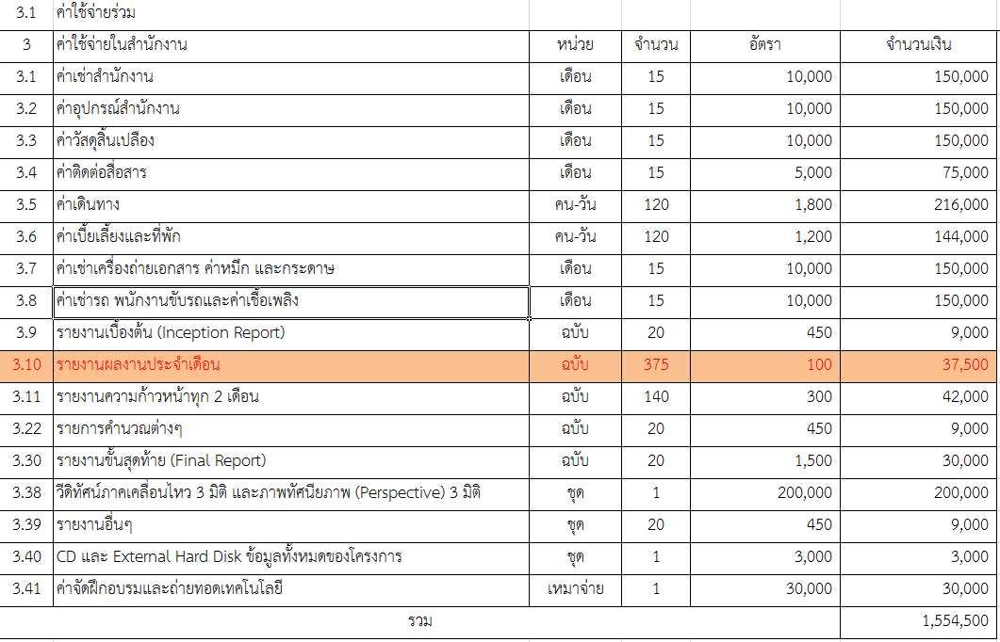 3.1 ค่าใช้จ่ายร่วม
3 ค่าใช้จ่ายในสำนักงาน หน่วย จำนวน อัตรา จำนวนเงิน
3.1 ค่าเช่าสำนักงาน เดือน 15 10,000 150,000
3.2 ค่าอุปกรณ์สำนักงาน เดือน 15 10,000 150,000
3.3 ค่าวัสดุสิ้นเปลือง เดือน 15 10,000 150,000
3.4 ค่าติดต่อสื่อสาร เดือน 15 5,000 75,000
3.5 ค่าเดินทาง คน-วัน 120 1,800 216,000
3.6 ค่าเบี้ยเลี้ยงและที่พัก คน-วัน 120 1,200 144,000
3.7 ค่าเช่าเครื่องถ่ายเอกสาร ค่าหมึก และกระดาษ เดือน 15 10,000 150,000
3.8 ค่าเช่ารถ พนักงานขับรถและค่าเชื้อเพลิง เดือน 15 10,000 150,000
3.9 รายงานเบื้องต้น (Inception Report) ฉบับ 20 450 9,000
3.10 รายงานผลงานประจำเดือน ฉบับ 375 100 37,500
3.11 รายงานความก้าวหน้าทุก 2 เดือน ฉบับ 140 300 42,000
3.22 รายการคำนวณต่างๆ ฉบับ 20 450 9,000
3.30 รายงานขั้นสุดท้าย (Final Report) ฉบับ 20 1,500 30,000
3.38 วีดิทัศน์ภาคเคลื่อนไหว 3 มิติ และภาพทัศนียภาพ (Perspective) 3 มิติ ชุด 1 200,000 200,000
3.39 รายงานอื่นๆ ชุด 20 450 9,000
3.40 CD และ External Hard Disk ข้อมูลทั้งหมดของโครงการ ชุด 1 3,000 3,000
3.41 ค่าจัดฝึกอบรมและถ่ายทอดเทคโนโลยี เหมาจ่าย 1 30,000 30,000
รวม 1,554,500